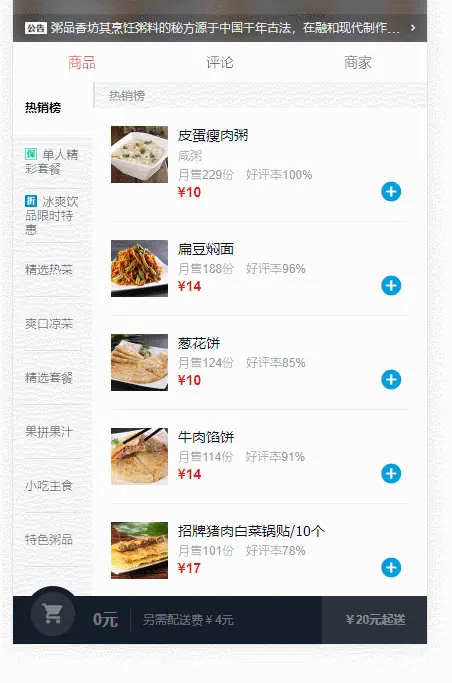 公告 粥品香坊其烹饪粥料的秘方源于中国千年古法，在融和现代制作...
商品 评论 商家
热销榜
保 单人精
彩套餐
折 冰爽饮
品限时特
惠
精选热菜
爽口凉菜
精选套餐
果拼果汁
小吃主食
特色粥品
热销榜
皮蛋瘦肉粥
咸粥
月售229份 好评率100%
¥10
扁豆焖面
月售188份 好评率96%
¥14
葱花饼
月售124份 好评率85%
¥10
牛肉馅饼
月售114份 好评率91%
¥14
招牌猪肉白菜锅贴/10个
月售101份 好评率78%
¥17
0元 另需配送费￥4元 ￥20元起送